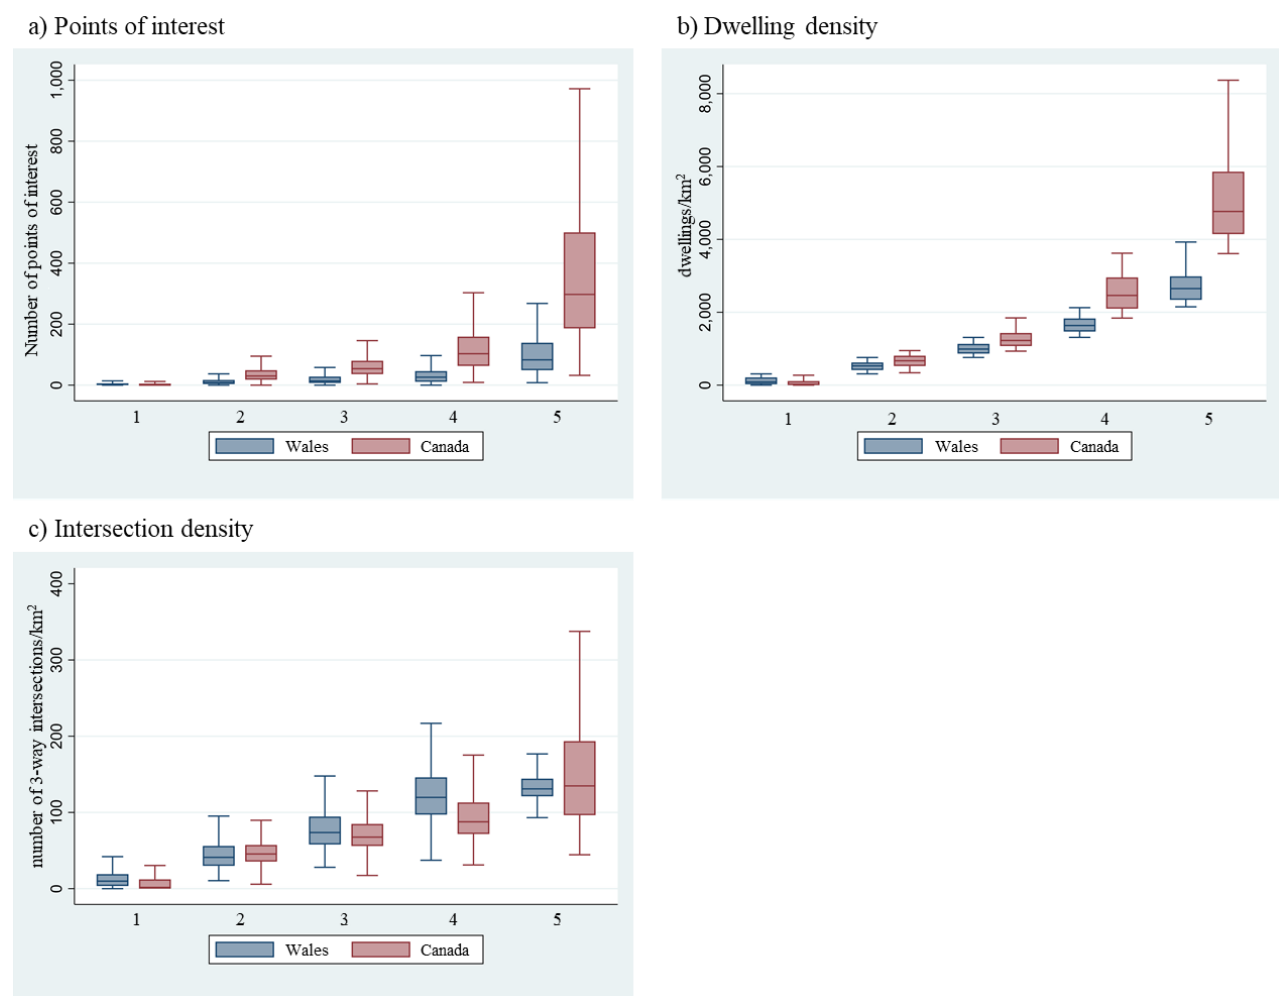 a) Points of interest
Number of points of interest
1,000
800
600
400
200
0
1 2 3 4 5
Wales Canada
b) Dwelling density
dwellings/km²
8,000
6,000
4,000
2,000
0
1 2 3 4 5
Wales Canada
c) Intersection density
number of 3-way intersections/km²
400
300
200
100
0
1 2 3 4 5
Wales Canada